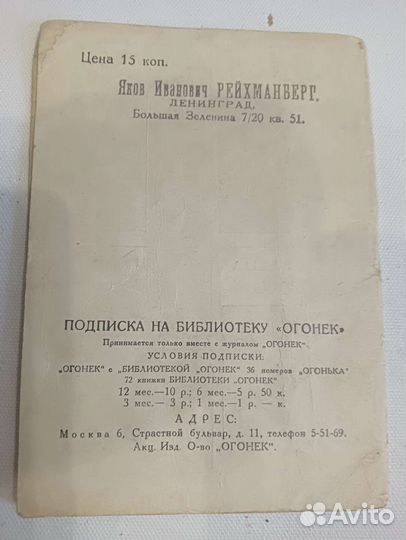 Цена 15 коп.
Яков Иванович РЕЙХМАНБЕРГ,
ЛЕНИНГРАД,
Большая Зеленина 7/20 кв. 51.
ПОДПИСКА НА БИБЛИОТЕКУ «ОГОНЕК»
Принимается только вместе с журналом „ОГОНЕК“.
УСЛОВИЯ ПОДПИСКИ:
„ОГОНЕК“ с „БИБЛИОТЕКОЙ „ОГОНЕК“ 36 номеров „ОГОНЬКА“
72 книжки БИБЛИОТЕКИ „ОГОНЕК“
12 мес.—10 р.; 6 мес.—5 р. 50 к.
3 мес.— 3 р.; 1 мес.—1 р. — к.
АДРЕС:
Москва 6, Страстной бульвар, д. 11, телефон 5-51-69.
Акц. Изд. О-во „ОГОНЕК“.
Avito